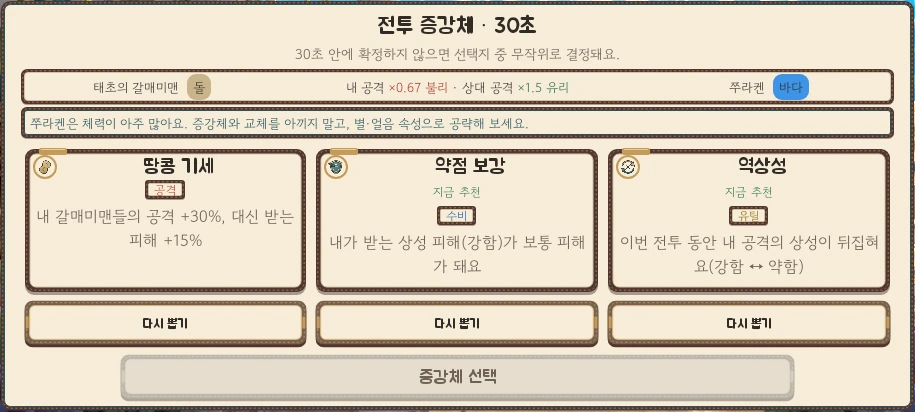 전투 증강체 · 30초
30초 안에 확정하지 않으면 선택지 중 무작위로 결정돼요.
태초의 갈매미맨 돌 내 공격 ×0.67 불리 · 상대 공격 ×1.5 유리 쭈라켄 바다
쭈라켄은 체력이 아주 많아요. 증강체와 교체를 아끼지 말고, 별·얼음 속성으로 공략해 보세요.
땅콩 기세
공격
내 갈매미맨들의 공격 +30%, 대신 받는
피해 +15%
약점 보강
지금 추천
수비
내가 받는 상성 피해(강함)가 보통 피해
가 돼요
역상성
지금 추천
유틸
이번 전투 동안 내 공격의 상성이 뒤집혀
요(강함 ↔ 약함)
다시 뽑기 다시 뽑기 다시 뽑기
증강체 선택